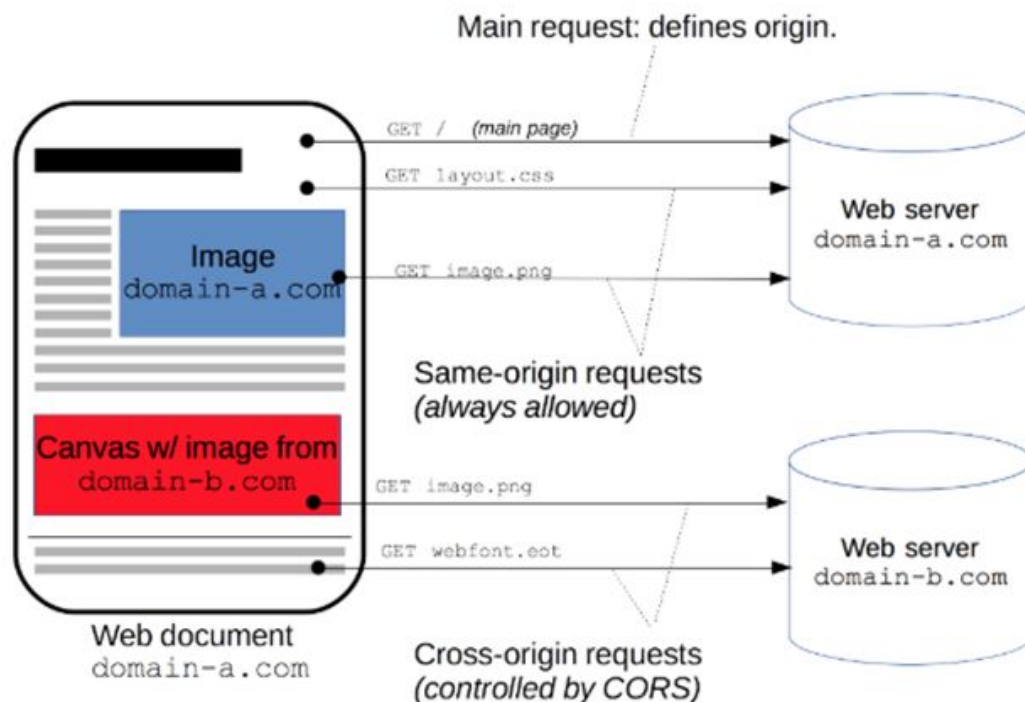 Main request: defines origin.
GET / (main page)
GET layout.css
Web server
domain-a.com
Image
domain-a.com
GET image.png
Same-origin requests
(always allowed)
Canvas w/ image from
domain-b.com
GET image.png
GET webfont.eot
Web server
domain-b.com
Web document
domain-a.com
Cross-origin requests
(controlled by CORS)